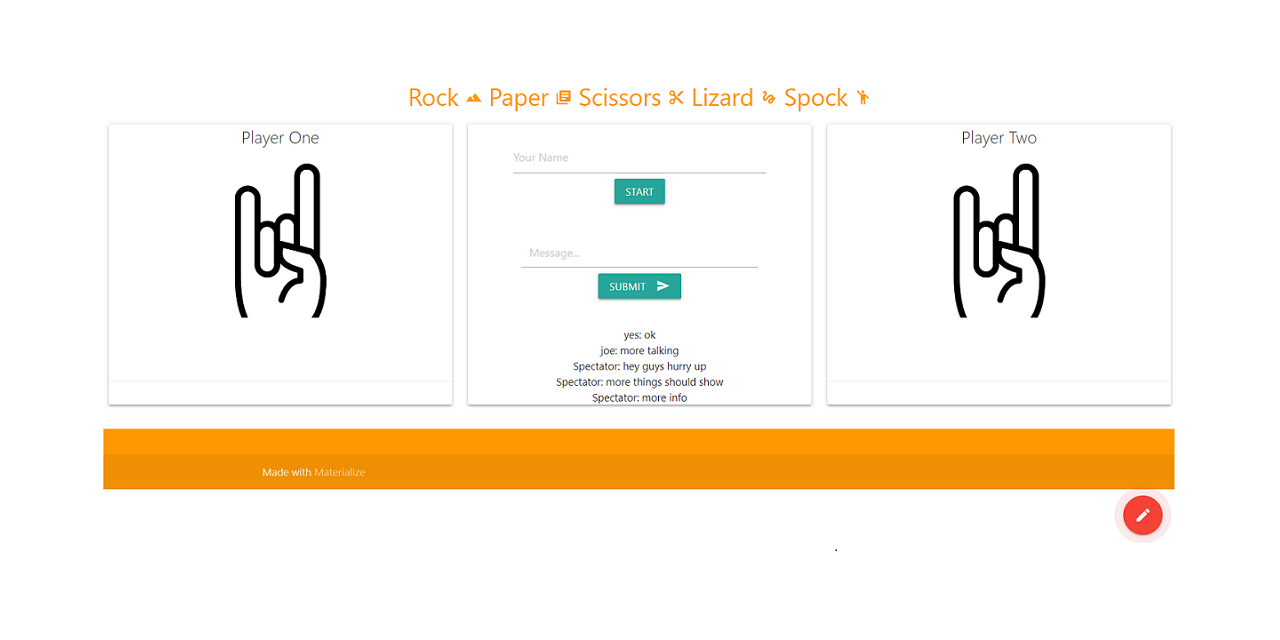 Rock Paper Scissors Lizard Spock
Player One
Your Name
START
Message...
SUBMIT
yes: ok
joe: more talking
Spectator: hey guys hurry up
Spectator: more things should show
Spectator: more info
Player Two
Made with Materialize